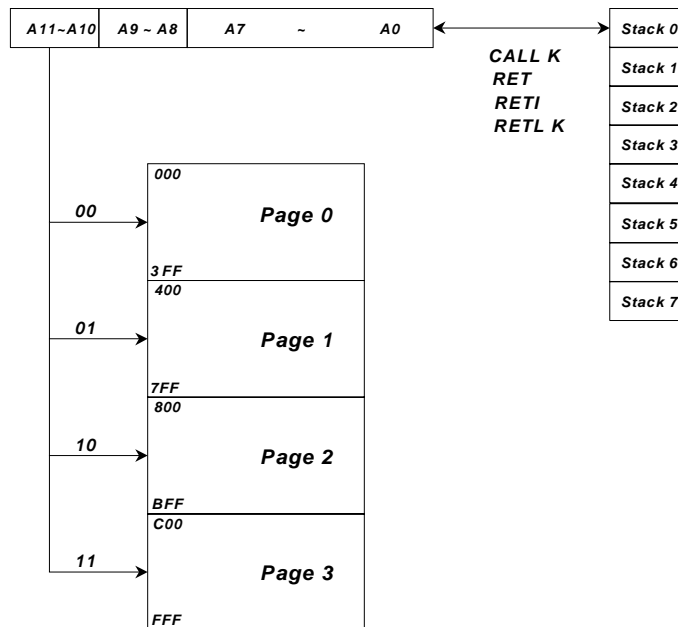 A11~A10 A9 ~ A8 A7 ~ A0
CALL K
RET
RETI
RETL K
Stack 0
Stack 1
Stack 2
Stack 3
Stack 4
Stack 5
Stack 6
Stack 7
00
000
Page 0
3FF
01
400
Page 1
7FF
10
800
Page 2
BFF
11
C00
Page 3
FFF